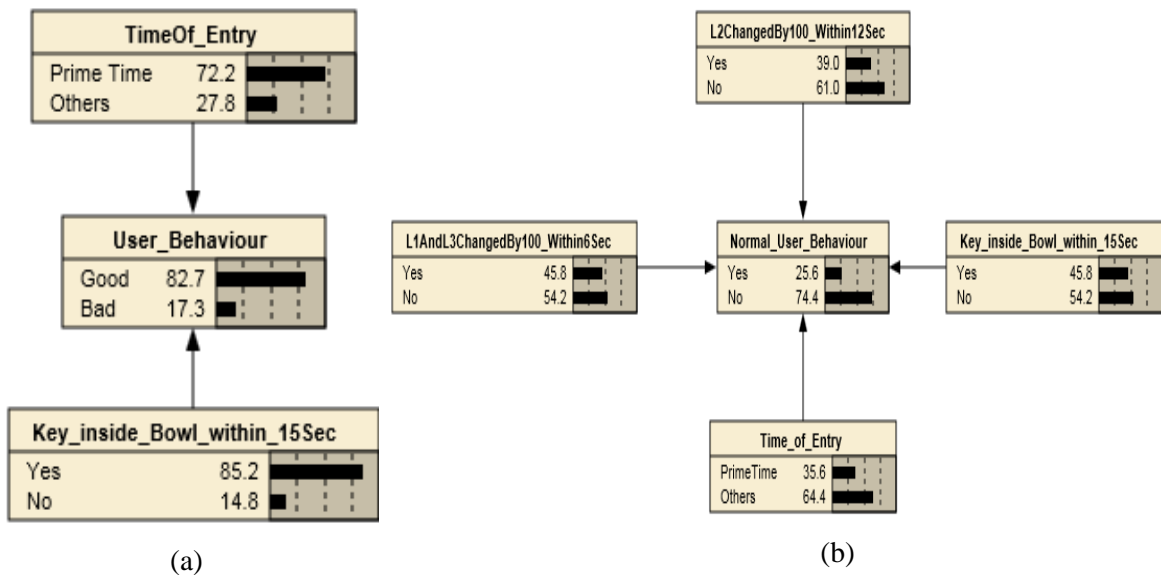 TimeOf_Entry
Prime Time 72.2
Others 27.8
User_Behaviour
Good 82.7
Bad 17.3
Key_inside_Bowl_within_15Sec
Yes 85.2
No 14.8
(a)
L2ChangedBy100_Within12Sec
Yes 39.0
No 61.0
L1AndL3ChangedBy100_Within6Sec
Yes 45.8
No 54.2
Normal_User_Behaviour
Yes 25.6
No 74.4
Key_inside_Bowl_within_15Sec
Yes 45.8
No 54.2
Time_of_Entry
PrimeTime 35.6
Others 64.4
(b)